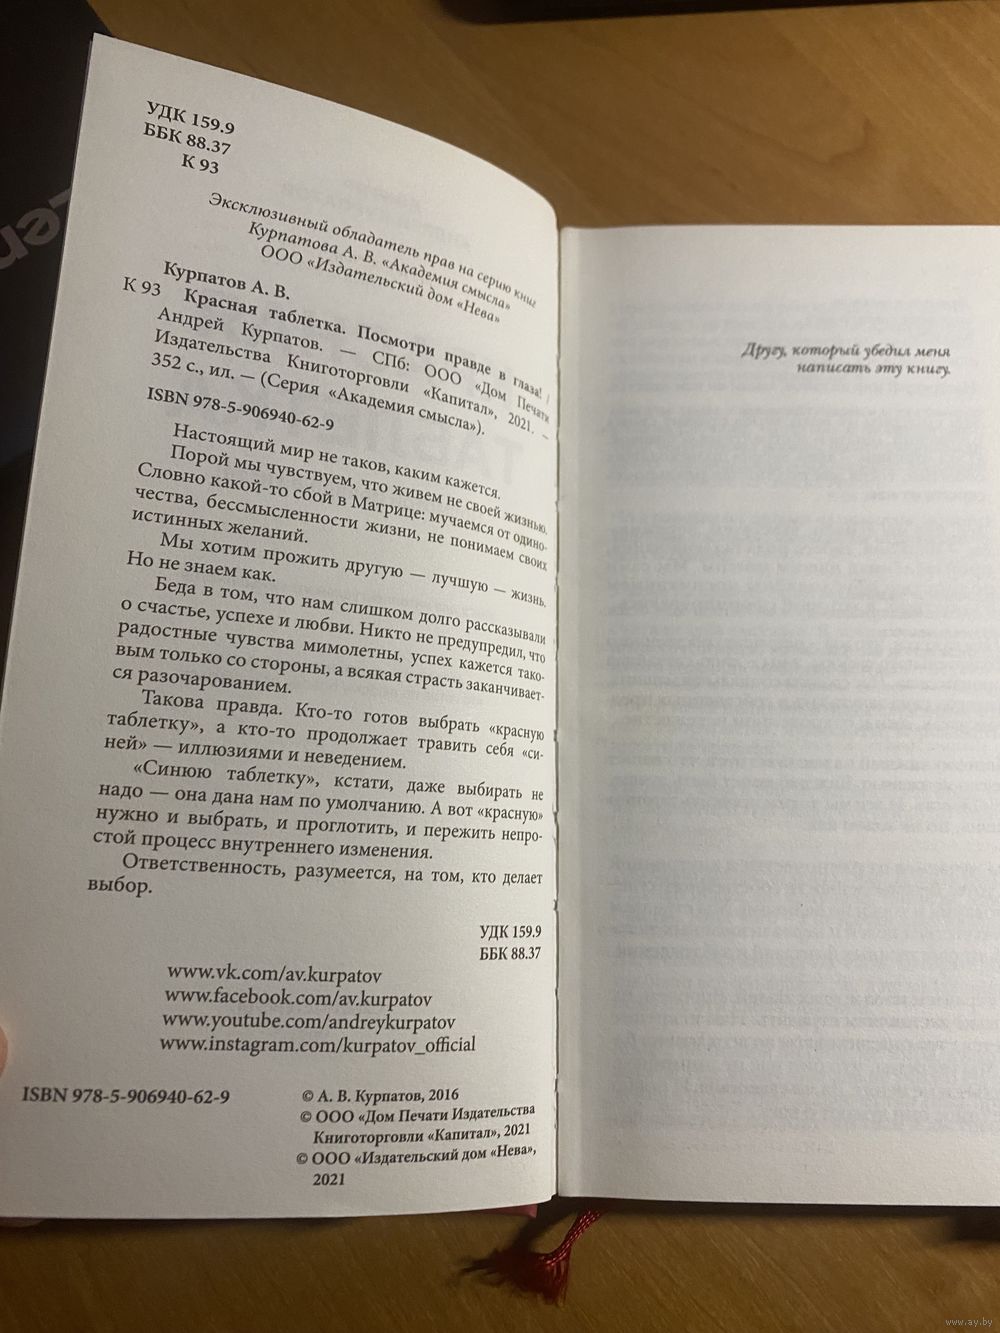 УДК 159.9
ББК 88.37
К 93
Эксклюзивный обладатель прав на серию книг
Курпатова А. В. «Академия смысла»
ООО «Издательский дом «Нева»
Курпатов А. В.
К 93 Красная таблетка. Посмотри правде в глаза! /
Андрей Курпатов. — СПб: ООО «Дом Печати
Издательства Книготорговли «Капитал», 2021. –
352 с., ил. — (Серия «Академия смысла»).
ISBN 978-5-906940-62-9
Настоящий мир не таков, каким кажется.
Порой мы чувствуем, что живем не своей жизнью.
Словно какой-то сбой в Матрице: мучаемся от одино-
чества, бессмысленности жизни, не понимаем своих
истинных желаний.
Мы хотим прожить другую — лучшую — жизнь.
Но не знаем как.
Беда в том, что нам слишком долго рассказывали
о счастье, успехе и любви. Никто не предупредил, что
радостные чувства мимолетны, успех кажется тако-
вым только со стороны, а всякая страсть заканчивает-
ся разочарованием.
Такова правда. Кто-то готов выбрать «красную
таблетку», а кто-то продолжает травить себя «си-
ней» — иллюзиями и неведением.
«Синюю таблетку», кстати, даже выбирать не
надо — она дана нам по умолчанию. А вот «красную»
нужно и выбрать, и проглотить, и пережить непро-
стой процесс внутреннего изменения.
Ответственность, разумеется, на том, кто делает
выбор.
УДК 159.9
ББК 88.37
www.vk.com/av.kurpatov
www.facebook.com/av.kurpatov
www.youtube.com/andreykurpatov
www.instagram.com/kurpatov_official
ISBN 978-5-906940-62-9
© А. В. Курпатов, 2016
© ООО «Дом Печати Издательства
Книготорговли «Капитал», 2021
© ООО «Издательский дом «Нева»,
2021
Другу, который убедил меня
написать эту книгу.
www.ay.by